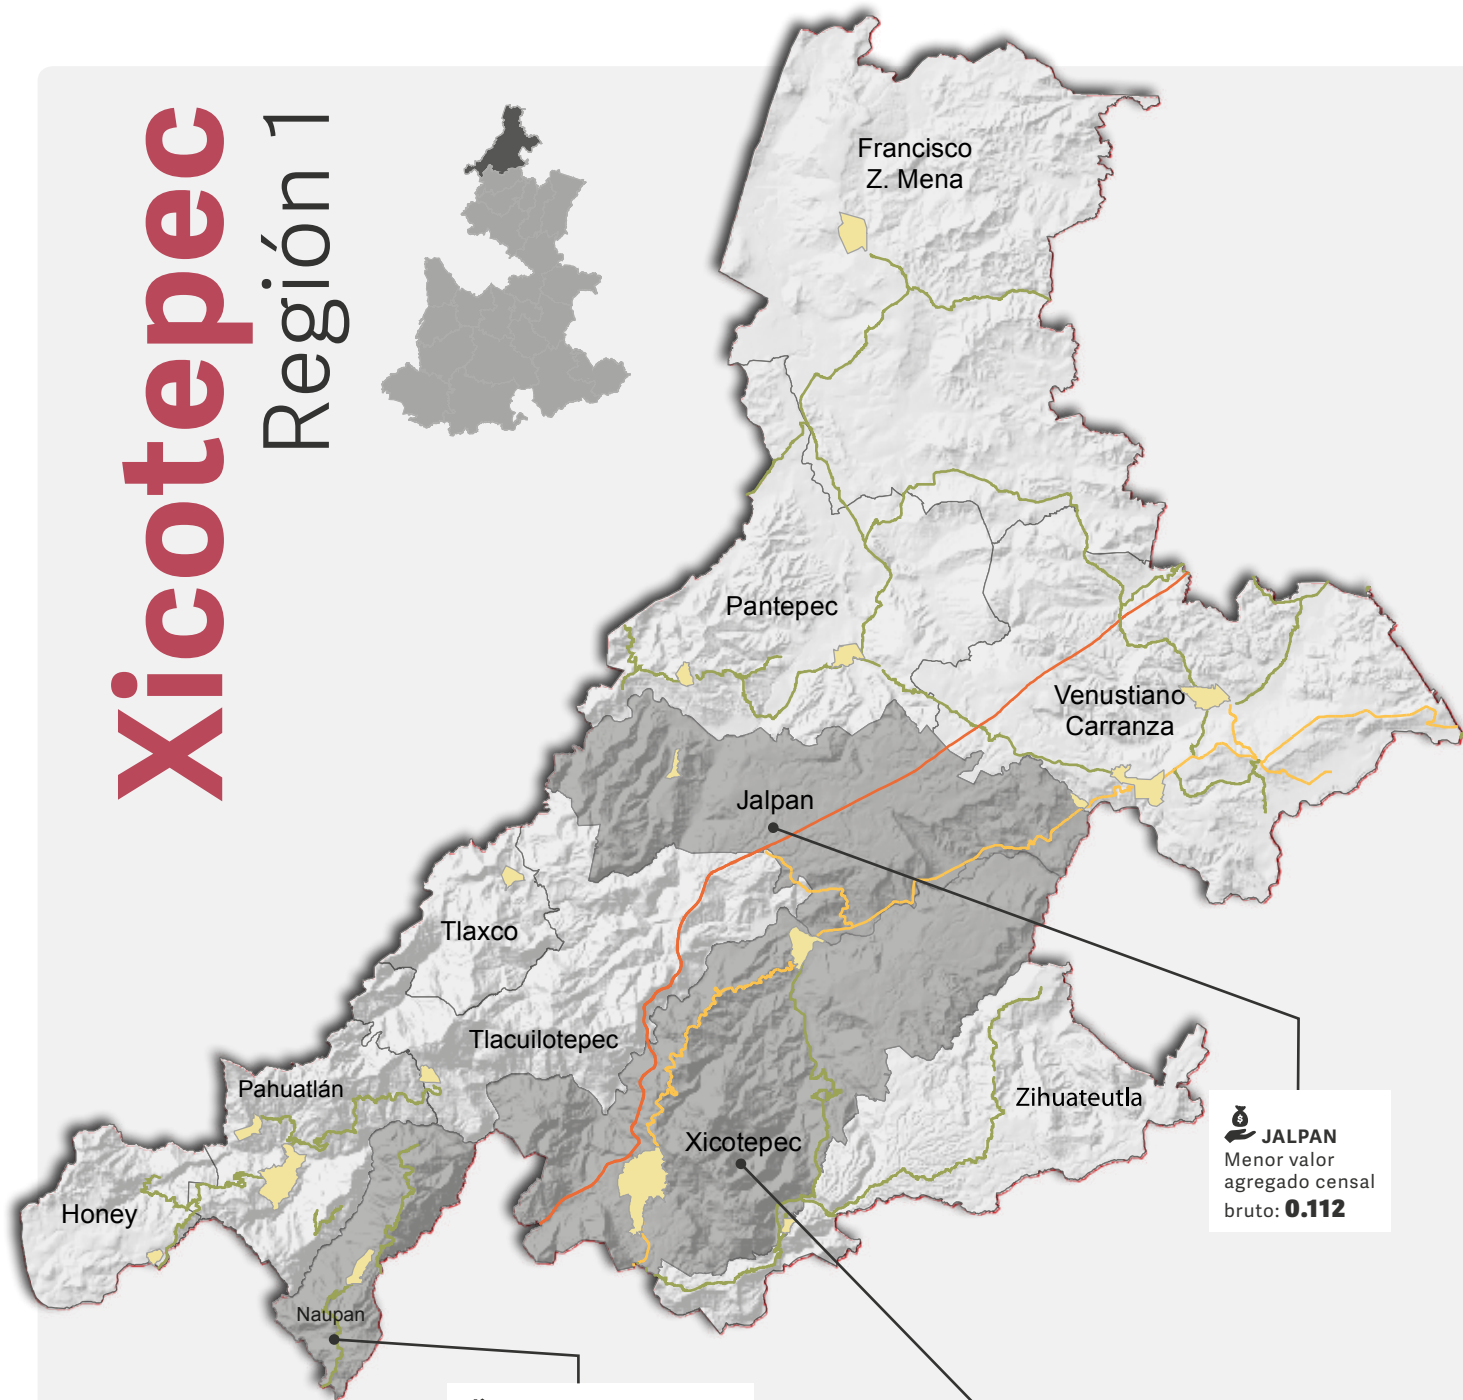 Xicotepec
Región 1
Francisco
Z. Mena
Pantepec
Venustiano
Carranza
Jalpan
Tlaxco
Tlacuilotepec
Pahuatlán
Zihuateutla
Xicotepec
Honey
Naupan
JALPAN
Menor valor
agregado censal
bruto: 0.112